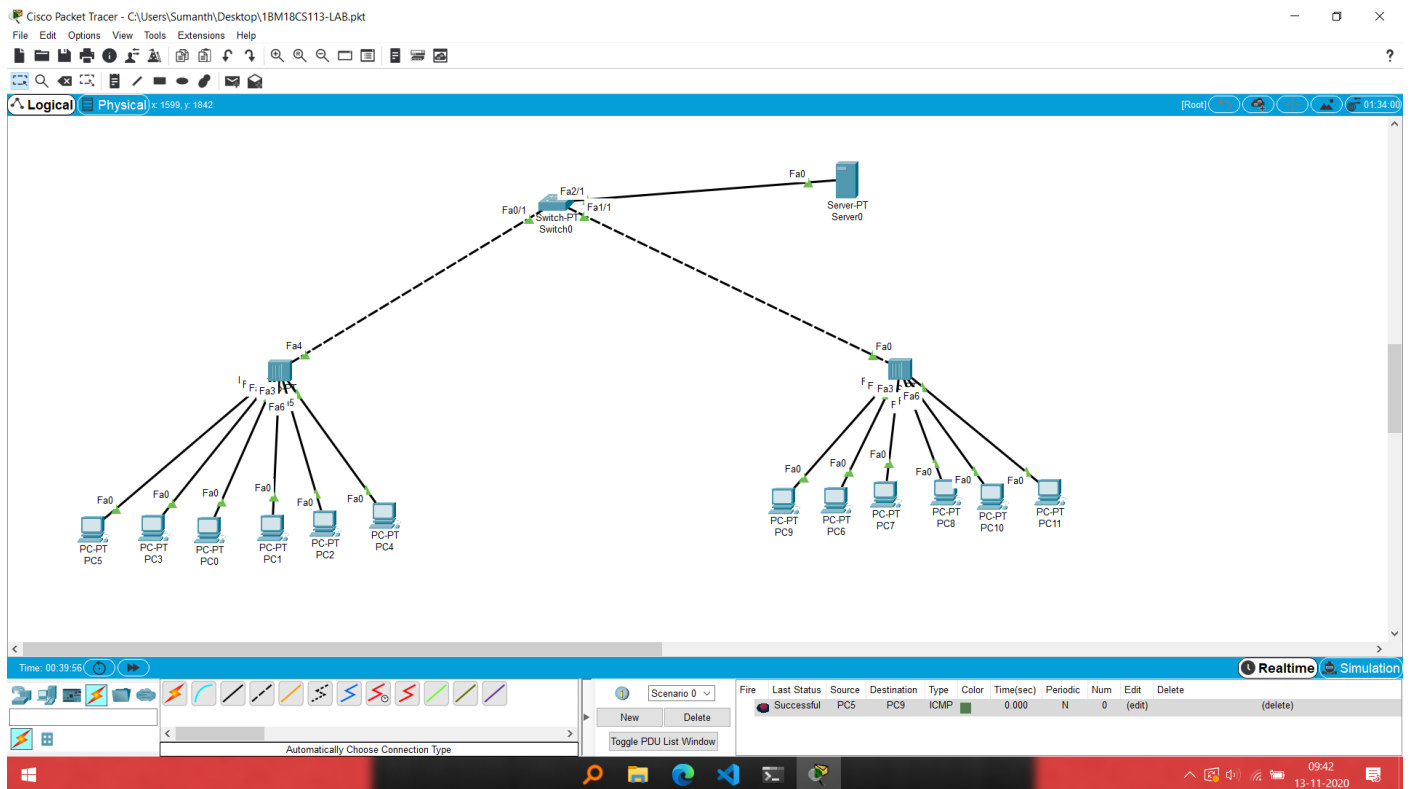 Cisco Packet Tracer - C:\Users\Sumanth\Desktop\1BM18CS113-LAB.pkt
File Edit Options View Tools Extensions Help
?
Logical Physical x: 1599, y: 1842 [Root] 01:34:00
Fa0
Fa2/1
Server-PT
Server0
Fa0/1
Fa1/1
Switch-PT
Switch0
Fa4
Fa0
Fa3
Fa6
Fa3
Fa6
Fa0 Fa0 Fa0 Fa0 Fa0 Fa0
PC-PT PC-PT PC-PT PC-PT PC-PT PC-PT
PC5 PC3 PC0 PC1 PC2 PC4
Fa0 Fa0 Fa0 Fa0 Fa0 Fa0
PC-PT PC-PT PC-PT PC-PT PC-PT PC-PT
PC9 PC6 PC7 PC8 PC10 PC11
Time: 00:39:56 Realtime Simulation
Scenario 0
New Delete
Toggle PDU List Window
Fire Last Status Source Destination Type Color Time(sec) Periodic Num Edit Delete
Successful PC5 PC9 ICMP 0.000 N 0 (edit) (delete)
Automatically Choose Connection Type
09:42
13-11-2020